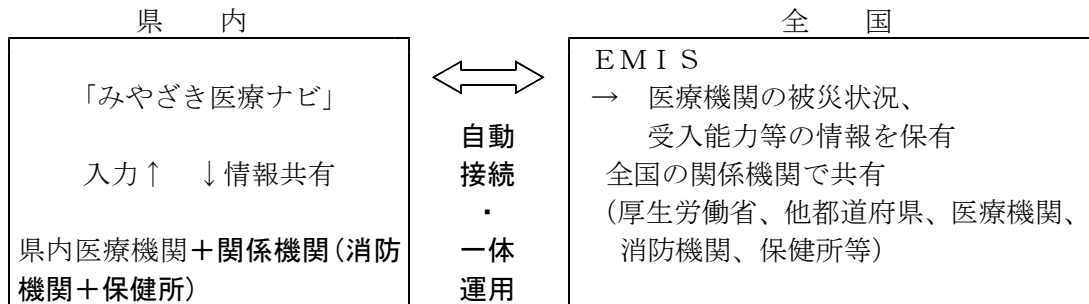 県　　内
「みやざき医療ナビ」
入力↑　↓情報共有
県内医療機関＋関係機関（消防
機関＋保健所）
自動
接続
・
一体
運用
全　　国
ＥＭＩＳ
→　医療機関の被災状況、
受入能力等の情報を保有
全国の関係機関で共有
（厚生労働省、他都道府県、医療機関、
消防機関、保健所等）